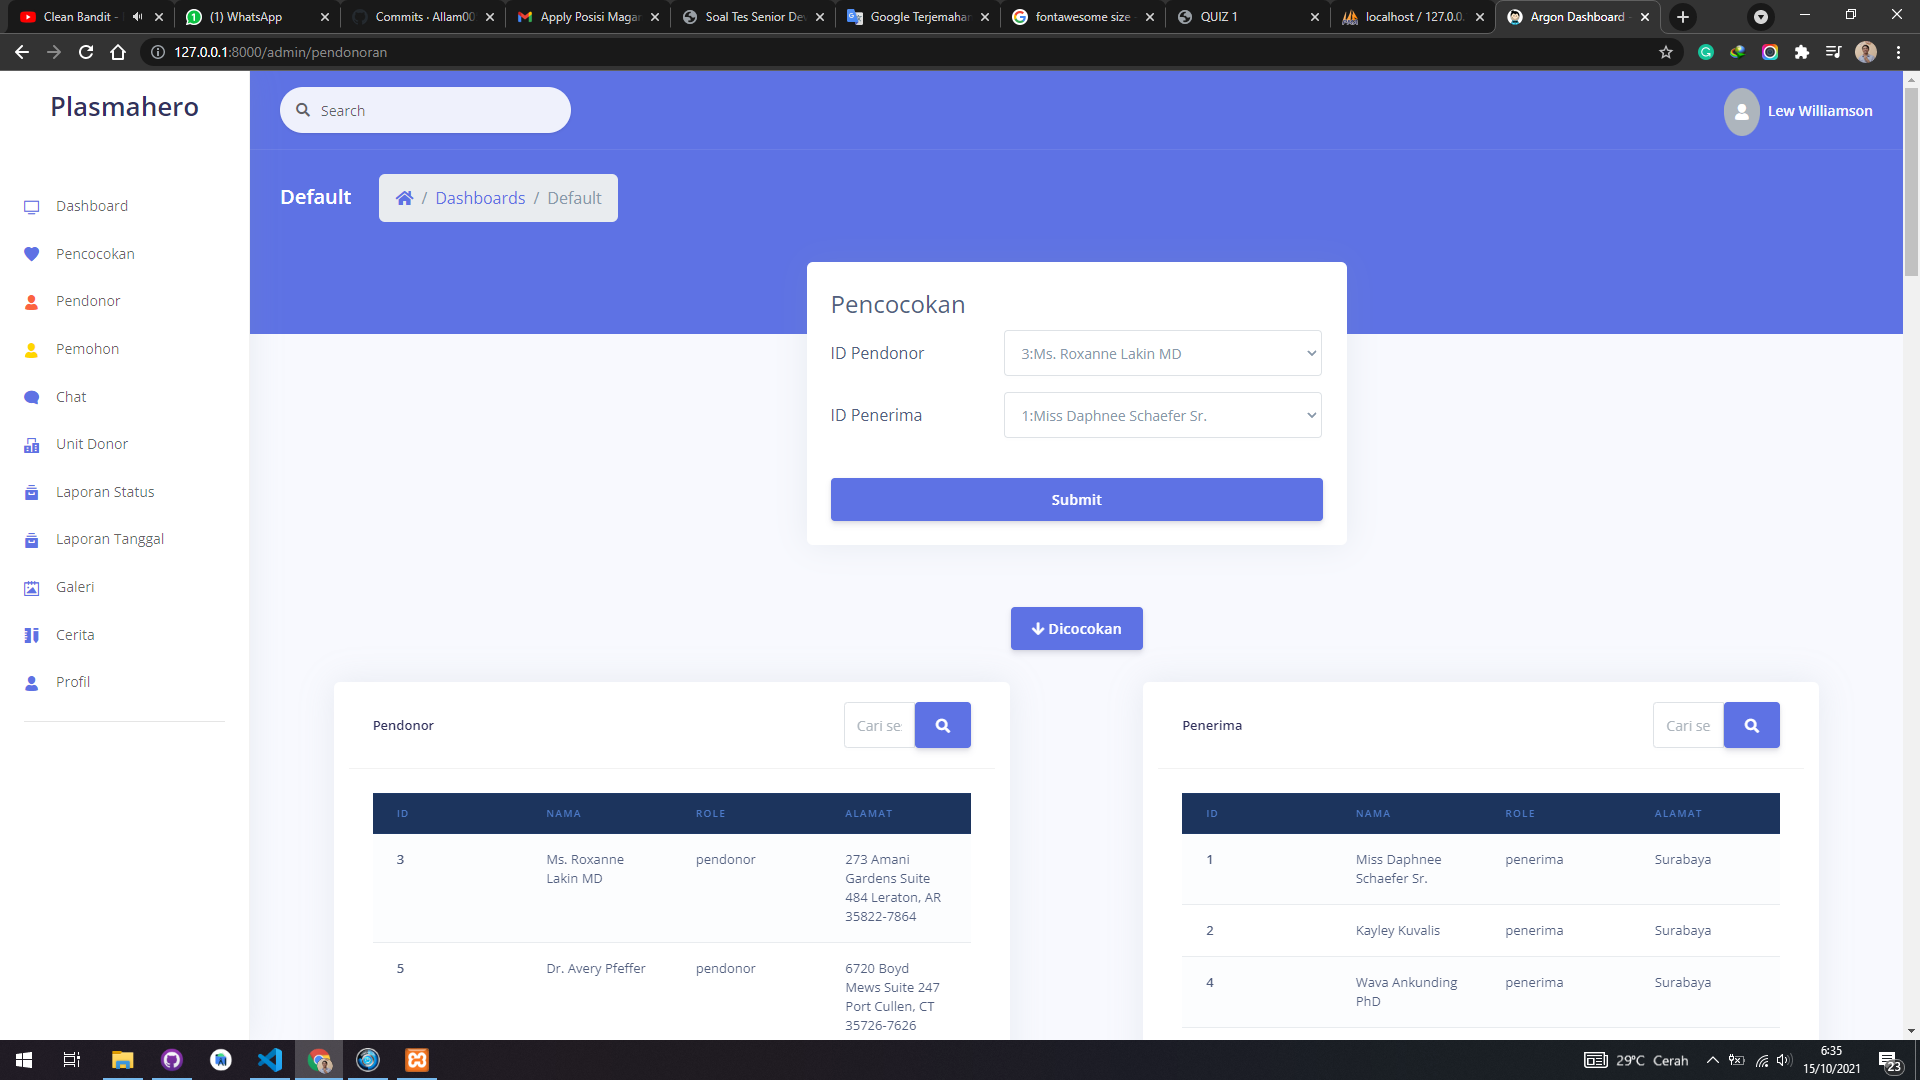 Clean Bandit -
(1) WhatsApp
Commits · Allam00
Apply Posisi Magan
Soal Tes Senior Dev
Google Terjemahan
fontawesome size -
QUIZ 1
localhost / 127.0.0.
Argon Dashboard -
127.0.0.1:8000/admin/pendonoran
Plasmahero
Search
Lew Williamson
Default
/ Dashboards / Default
Dashboard
Pencocokan
Pendonor
Pemohon
Chat
Unit Donor
Laporan Status
Laporan Tanggal
Galeri
Cerita
Profil
Pencocokan
ID Pendonor
3:Ms. Roxanne Lakin MD
ID Penerima
1:Miss Daphnee Schaefer Sr.
Submit
Dicocokan
Pendonor
Cari se
ID NAMA ROLE ALAMAT
3 Ms. Roxanne Lakin MD pendonor 273 Amani
Gardens Suite
484 Leraton, AR
35822-7864
5 Dr. Avery Pfeffer pendonor 6720 Boyd
Mews Suite 247
Port Cullen, CT
35726-7626
Penerima
Cari se
ID NAMA ROLE ALAMAT
1 Miss Daphnee penerima Surabaya
Schaefer Sr.
2 Kayley Kuvalis penerima Surabaya
4 Wava Ankunding penerima Surabaya
PhD
29°C Cerah
6:35
15/10/2021
23